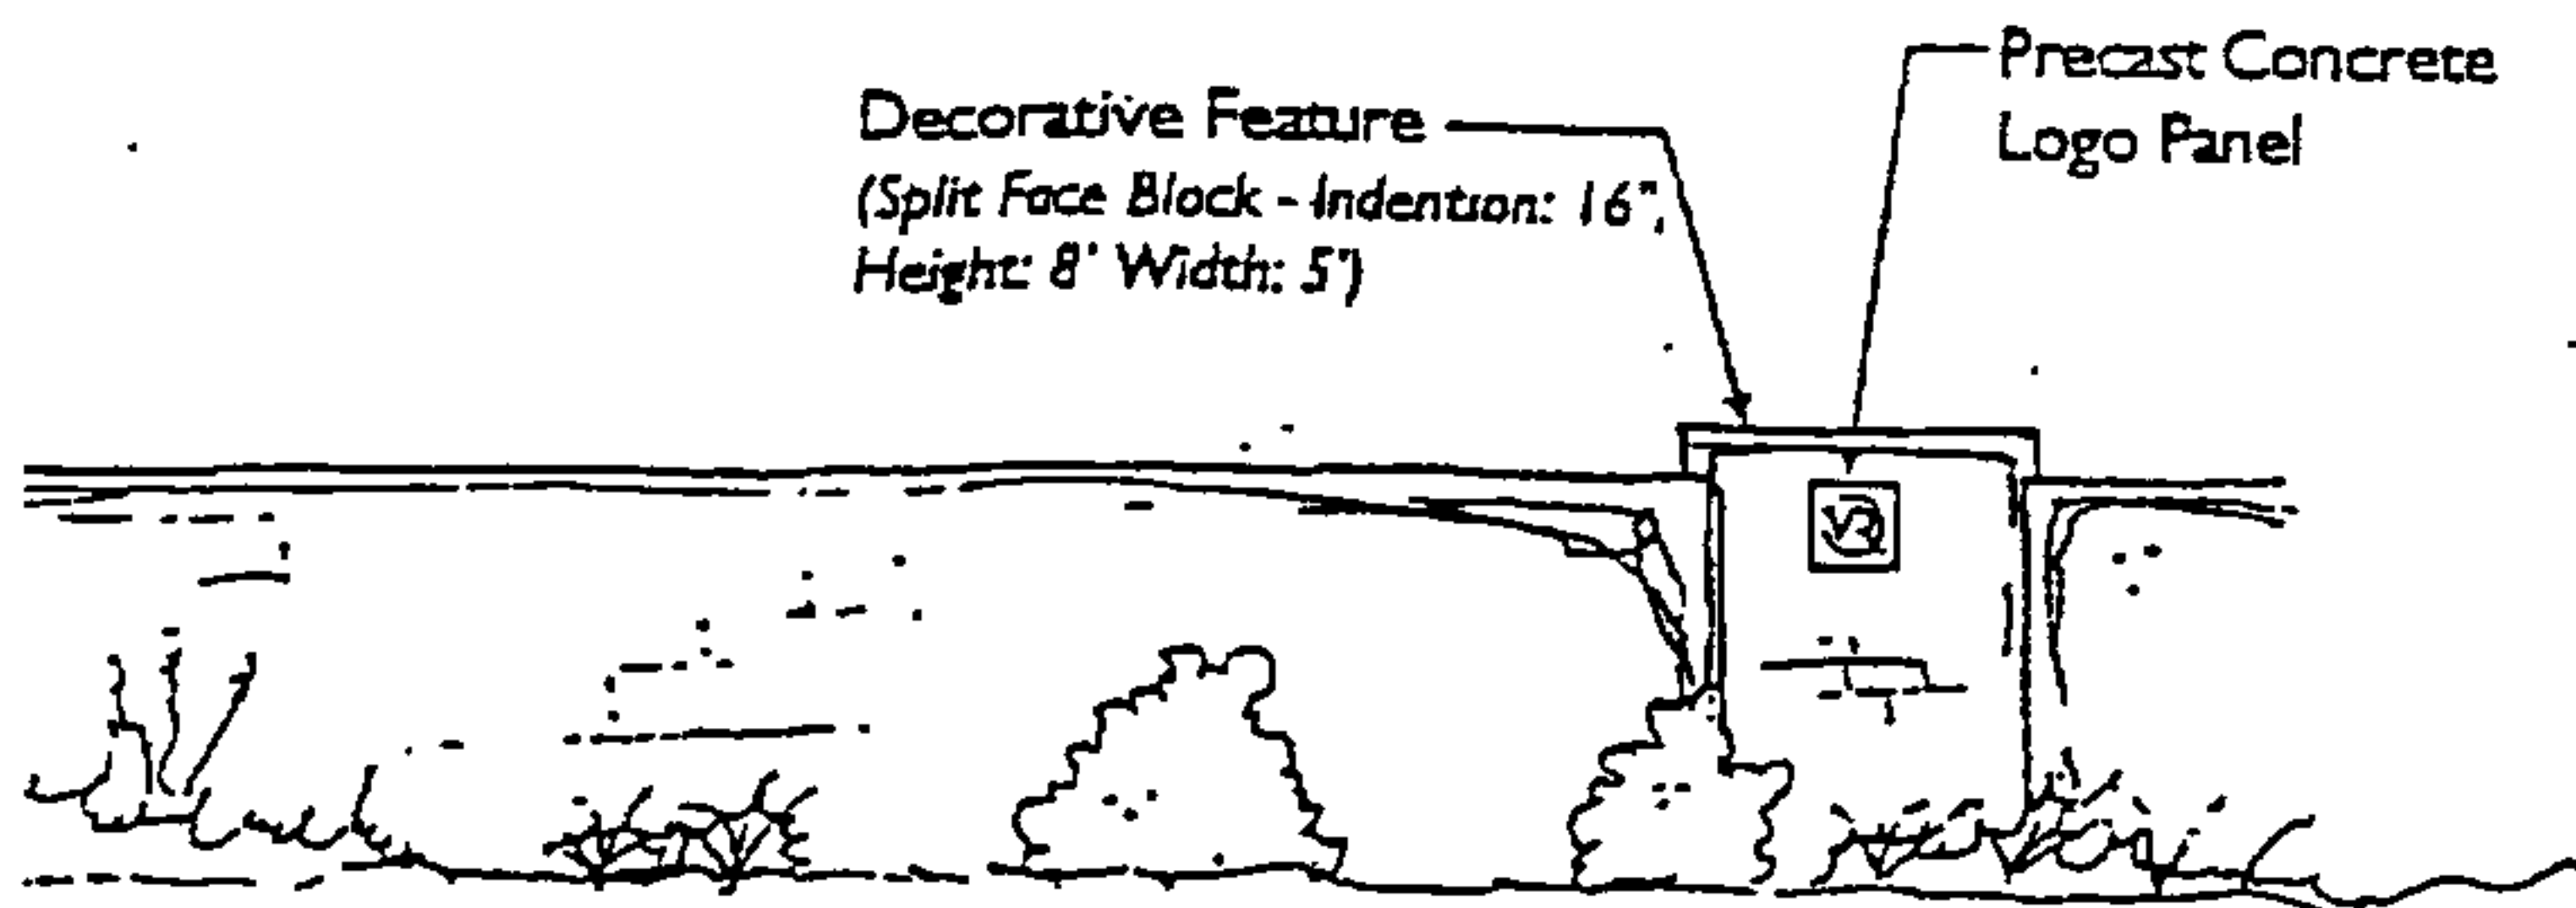 Precast Concrete
Logo Panel
Decorative Feature
(Split Face Block - Indention: 16",
Height: 8' Width: 5')